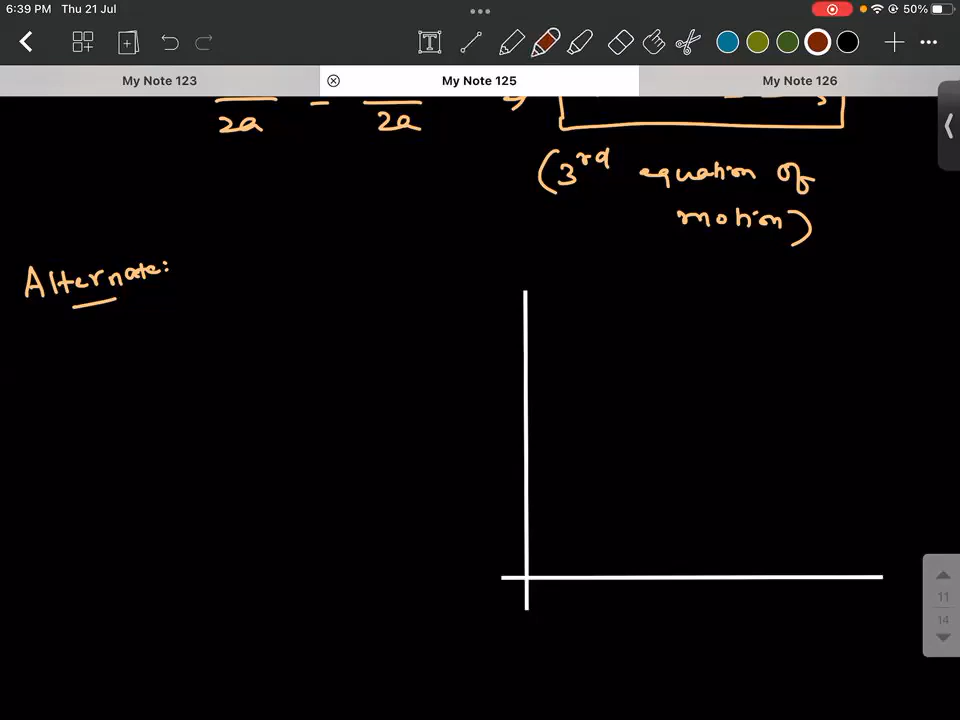 6:39 PM Thu 21 Jul
50%
My Note 123
My Note 125
My Note 126
2a - 2a
(3rd equation of
motion)
Alternate:
11
14